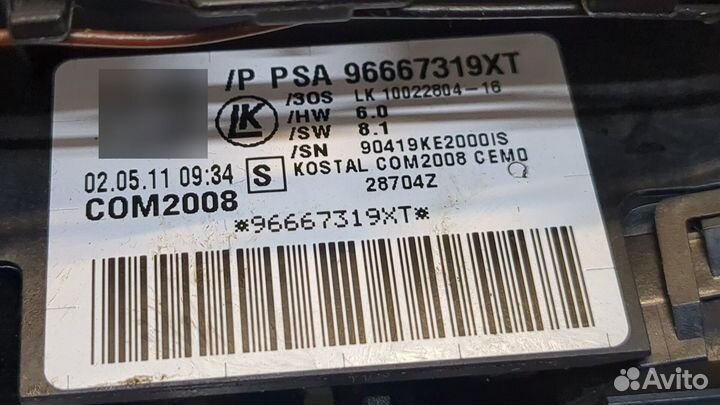 /P PSA 96667319XT
/SOS LK 10022804-16
LK
/HW 6.0
/SW 8.1
/SN 90419KE2000IS
02.05.11 09:34 S KOSTAL COM2008 CEMO
28704Z
COM2008
*96667319XT*
Avito